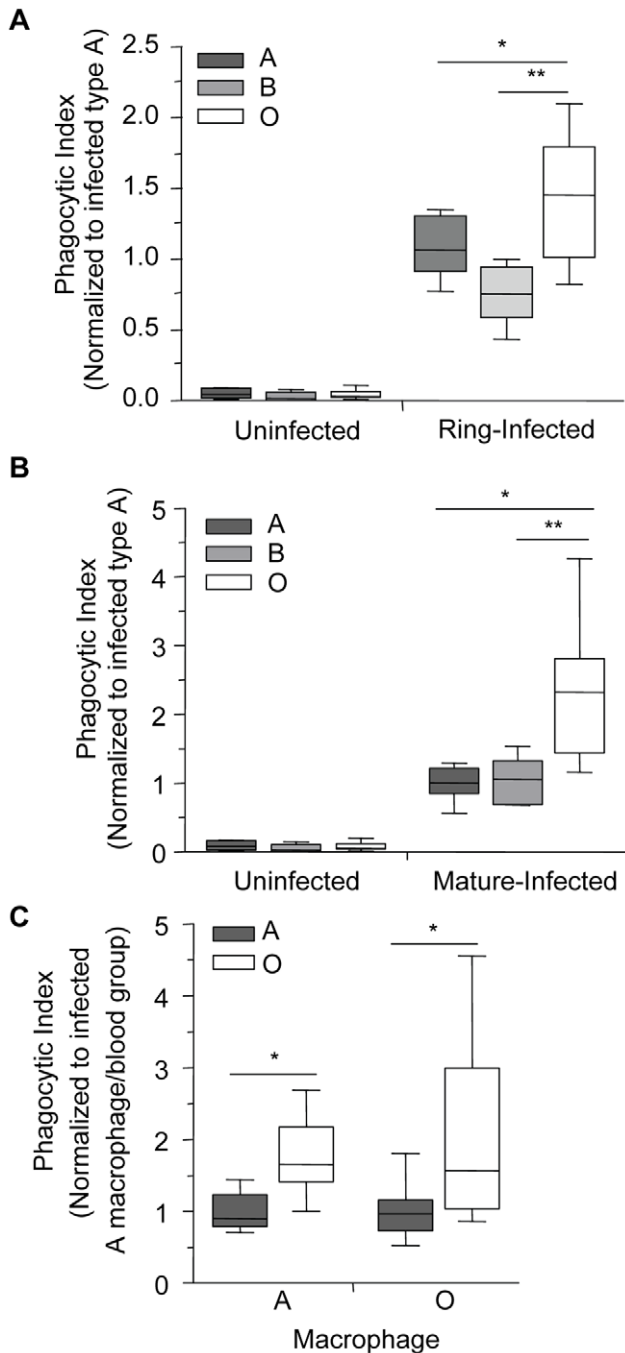 A
Phagocytic Index
(Normalized to infected type A)
2.5
2.0
1.5
1.0
0.5
0.0
A
B
O
*
**
Uninfected
Ring-Infected
B
Phagocytic Index
(Normalized to infected type A)
5
4
3
2
1
0
A
B
O
*
**
Uninfected
Mature-Infected
C
Phagocytic Index
(Normalized to infected
A macrophage/blood group)
5
4
3
2
1
0
A
O
*
*
A
O
Macrophage